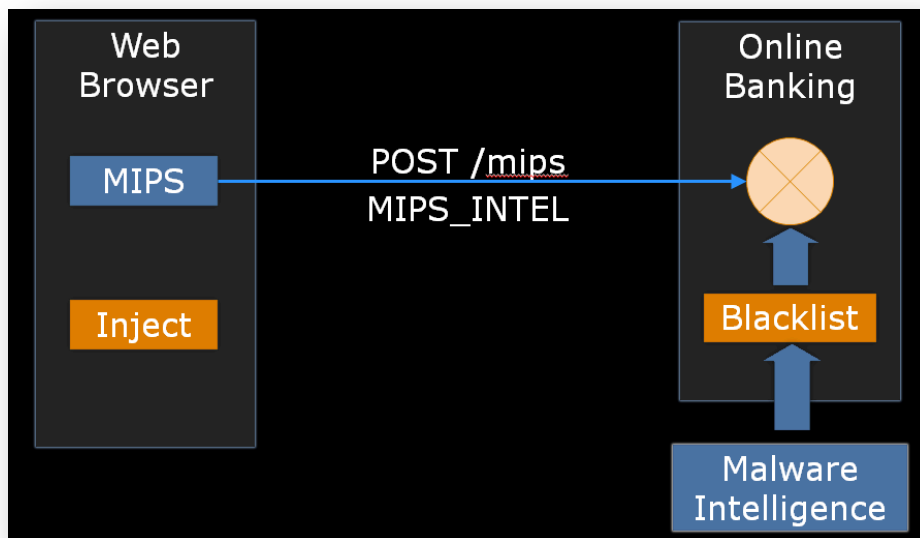 Web
Browser
MIPS
Inject
POST /mips
MIPS_INTEL
Online
Banking
Blacklist
Malware
Intelligence